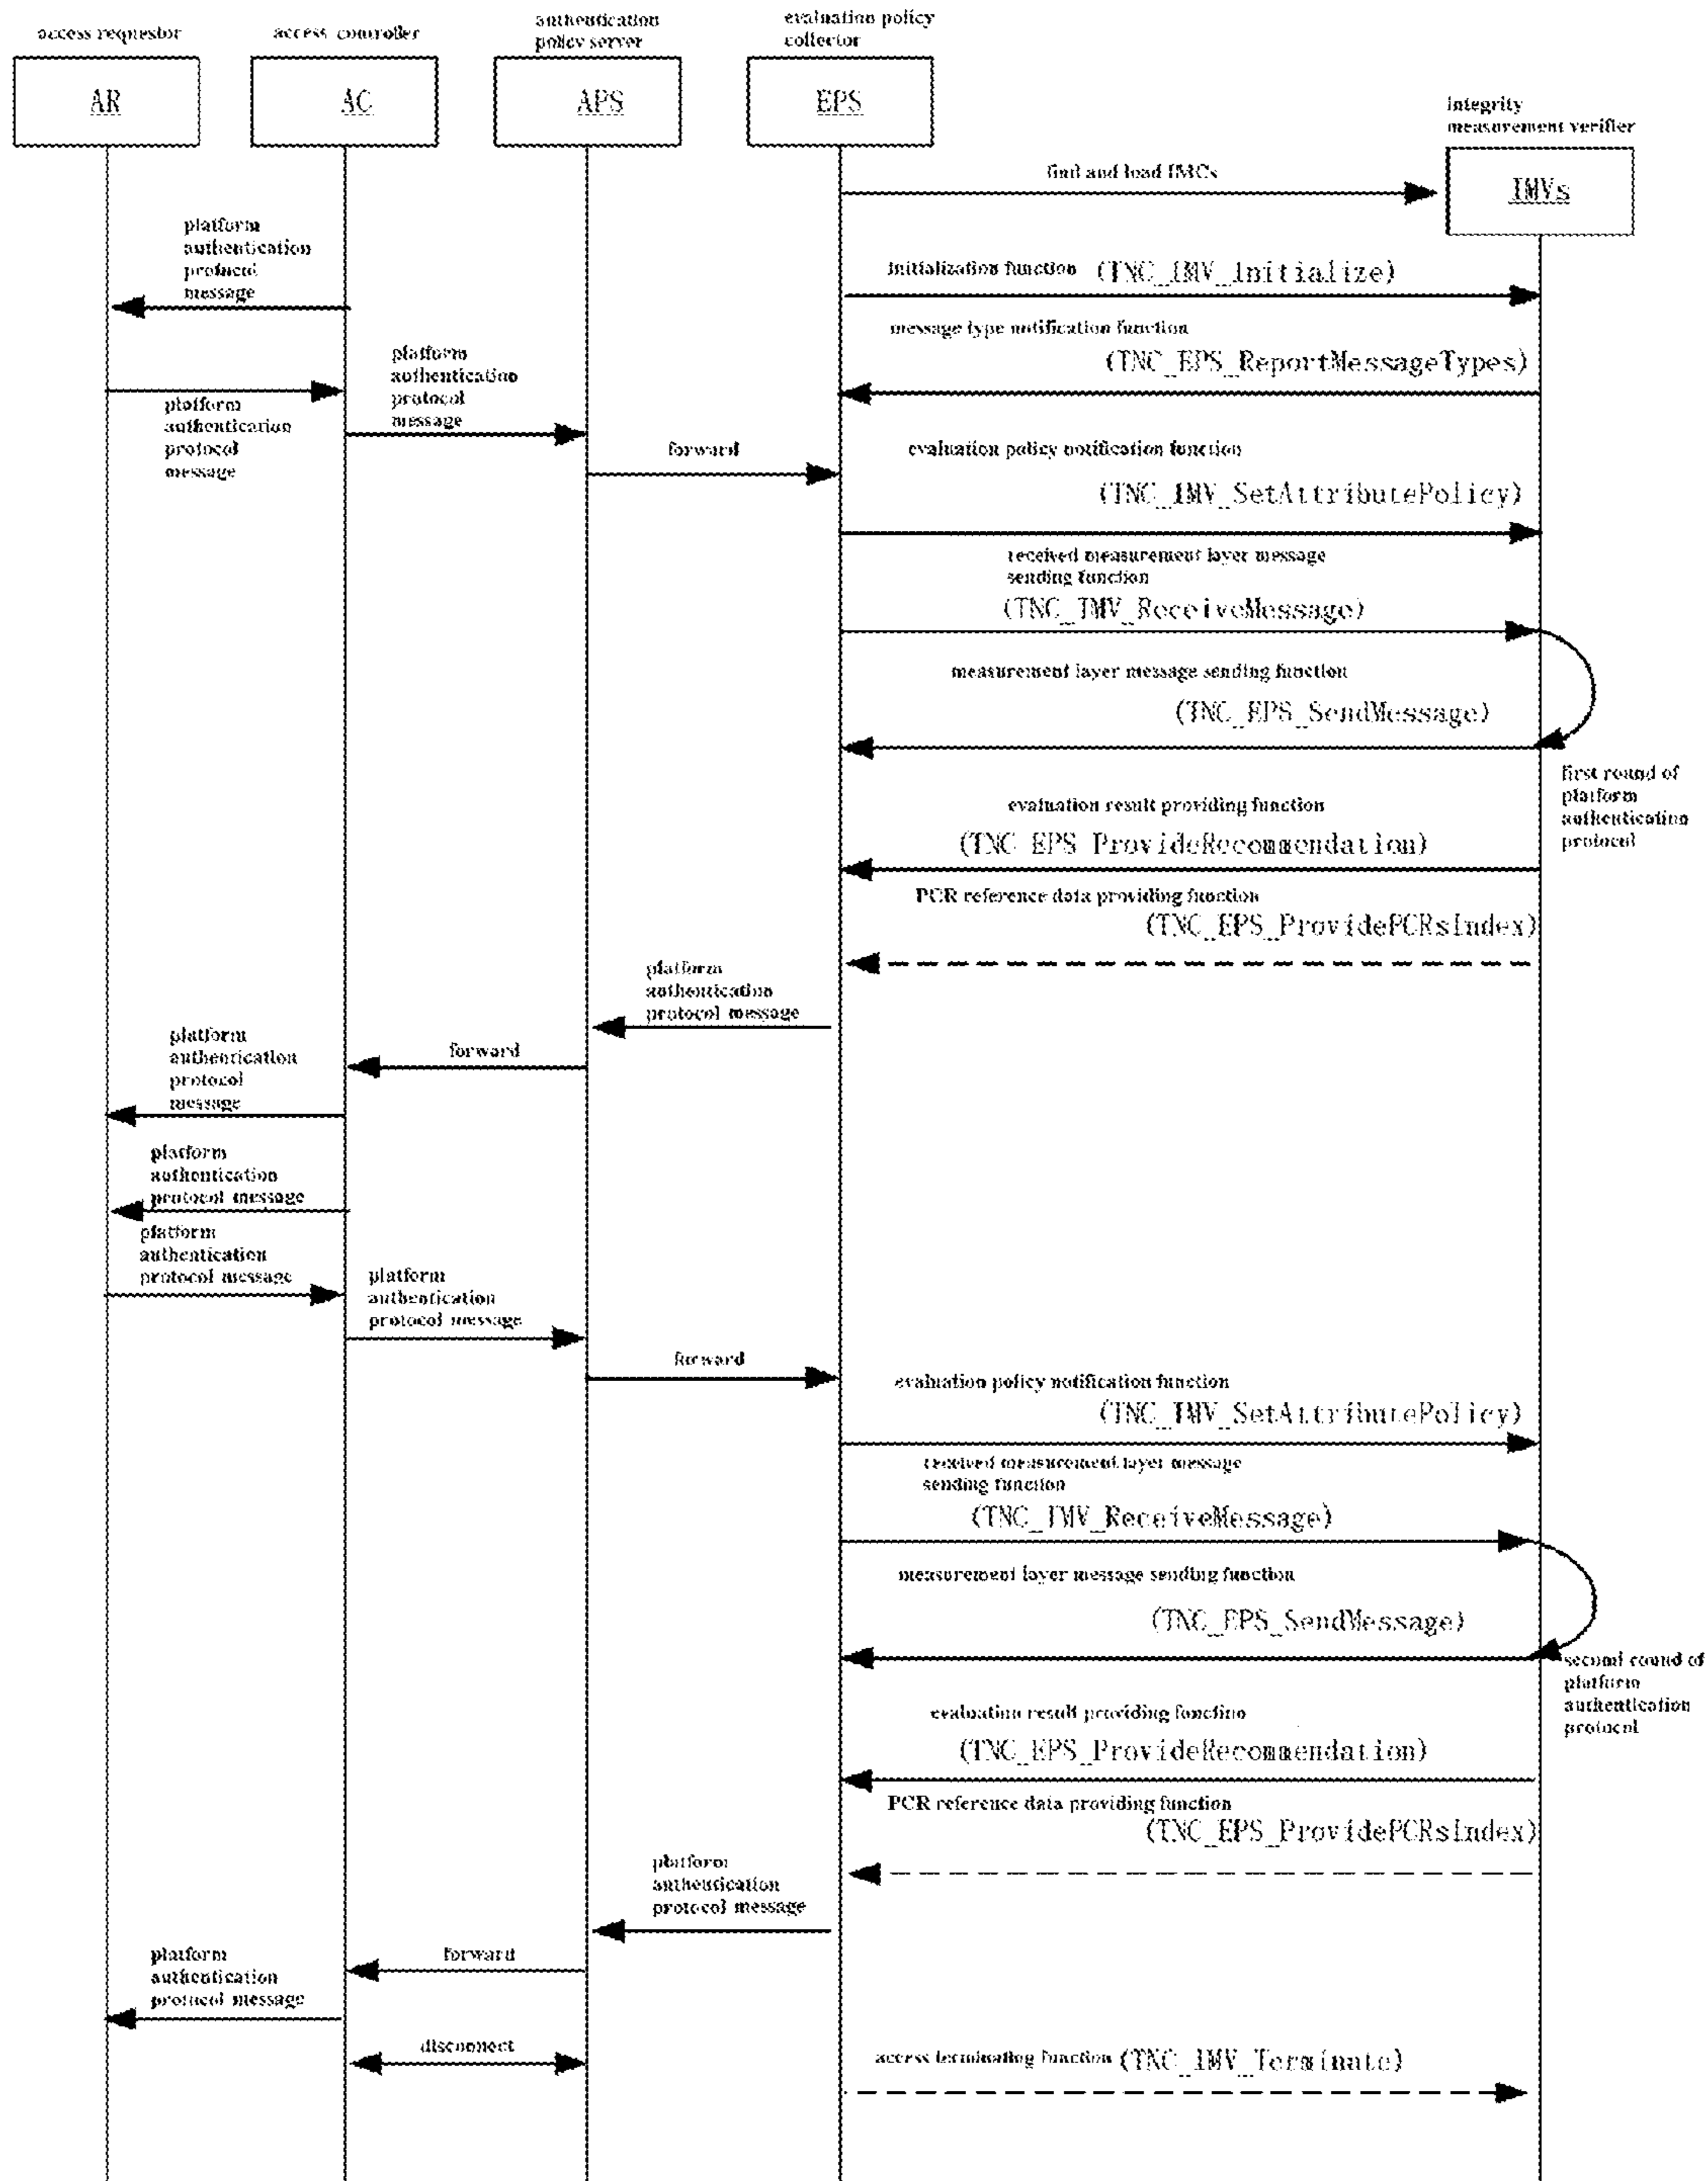 access requestor
access controller
authentication
policy server
evaluation policy
collector
AR
AC
APS
EPS
integrity
measurement verifier
IMVs
find and load IMCs
platform
authentication
protocol
message
initialization function (TNC_IMV_Initialize)
message type notification function
(TNC_EPS_ReportMessageTypes)
platform
authentication
protocol
message
platform
authentication
protocol
message
forward
evaluation policy notification function
(TNC_IMV_SetAttributePolicy)
received measurement layer message
sending function
(TNC_IMV_ReceiveMessage)
measurement layer message sending function
(TNC_EPS_SendMessage)
first round of
platform
authentication
protocol
evaluation result providing function
(TNC EPS ProvideRecommendation)
PCR reference data providing function
(TNC_EPS_ProvidePCRsIndex)
platform
authentication
protocol message
forward
platform
authentication
protocol
message
platform
authentication
protocol message
platform
authentication
protocol message
platform
authentication
protocol message
forward
evaluation policy notification function
(TNC_IMV_SetAttributePolicy)
received measurement layer message
sending function
(TNC_IMV_ReceiveMessage)
measurement layer message sending function
(TNC_EPS_SendMessage)
second round of
platform
authentication
protocol
evaluation result providing function
(TNC_EPS_ProvideRecommendation)
PCR reference data providing function
(TNC_EPS_ProvidePCRsIndex)
platform
authentication
protocol message
forward
platform
authentication
protocol message
disconnect
access terminating function (TNC_IMV_Terminate)